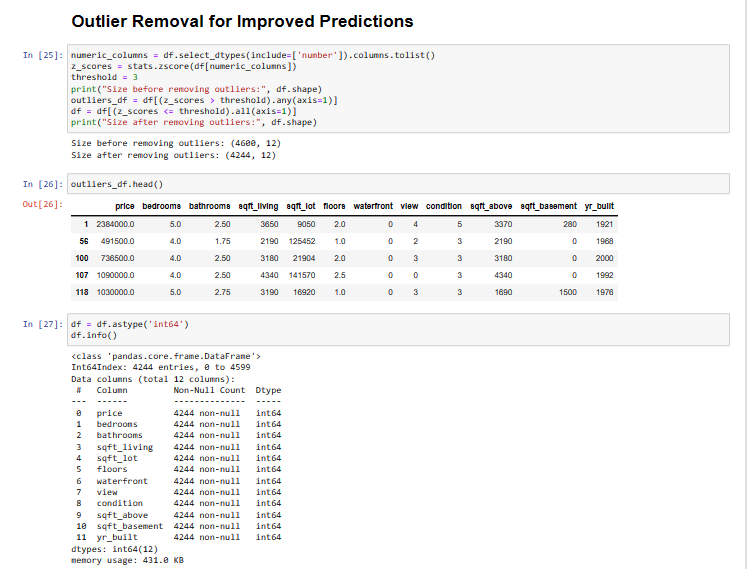 Outlier Removal for Improved Predictions
In [25]: numeric_columns = df.select_dtypes(include=['number']).columns.tolist()
z_scores = stats.zscore(df[numeric_columns])
threshold = 3
print("Size before removing outliers:", df.shape)
outliers_df = df[(z_scores > threshold).any(axis=1)]
df = df[(z_scores <= threshold).all(axis=1)]
print("Size after removing outliers:", df.shape)
Size before removing outliers: (4600, 12)
Size after removing outliers: (4244, 12)
In [26]: outliers_df.head()
Out[26]:
price bedrooms bathrooms sqft_living sqft_lot floors waterfront view condition sqft_above sqft_basement yr_built
1 2384000.0 5.0 2.50 3650 9050 2.0 0 4 5 3370 280 1921
56 491500.0 4.0 1.75 2190 125452 1.0 0 2 3 2190 0 1968
100 736500.0 4.0 2.50 3180 21904 2.0 0 3 3 3180 0 2000
107 1090000.0 4.0 2.50 4340 141570 2.5 0 0 3 4340 0 1992
118 1030000.0 5.0 2.75 3190 16920 1.0 0 3 3 1690 1500 1976
In [27]: df = df.astype('int64')
df.info()
<class 'pandas.core.frame.DataFrame'>
Int64Index: 4244 entries, 0 to 4599
Data columns (total 12 columns):
# Column Non-Null Count Dtype
--- ------ -------------- -----
0 price 4244 non-null int64
1 bedrooms 4244 non-null int64
2 bathrooms 4244 non-null int64
3 sqft_living 4244 non-null int64
4 sqft_lot 4244 non-null int64
5 floors 4244 non-null int64
6 waterfront 4244 non-null int64
7 view 4244 non-null int64
8 condition 4244 non-null int64
9 sqft_above 4244 non-null int64
10 sqft_basement 4244 non-null int64
11 yr_built 4244 non-null int64
dtypes: int64(12)
memory usage: 431.0 KB